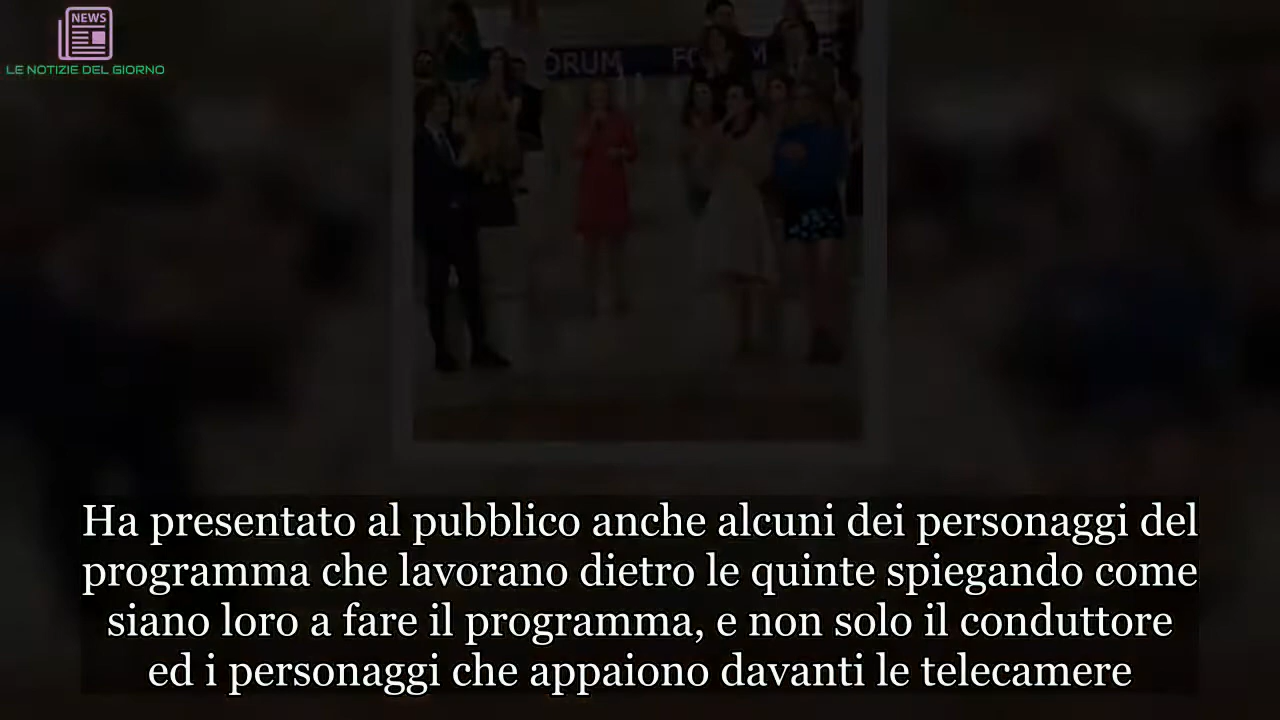 NEWS
LE NOTIZIE DEL GIORNO
ORUM
Ha presentato al pubblico anche alcuni dei personaggi del
programma che lavorano dietro le quinte spiegando come
siano loro a fare il programma, e non solo il conduttore
ed i personaggi che appaiono davanti le telecamere